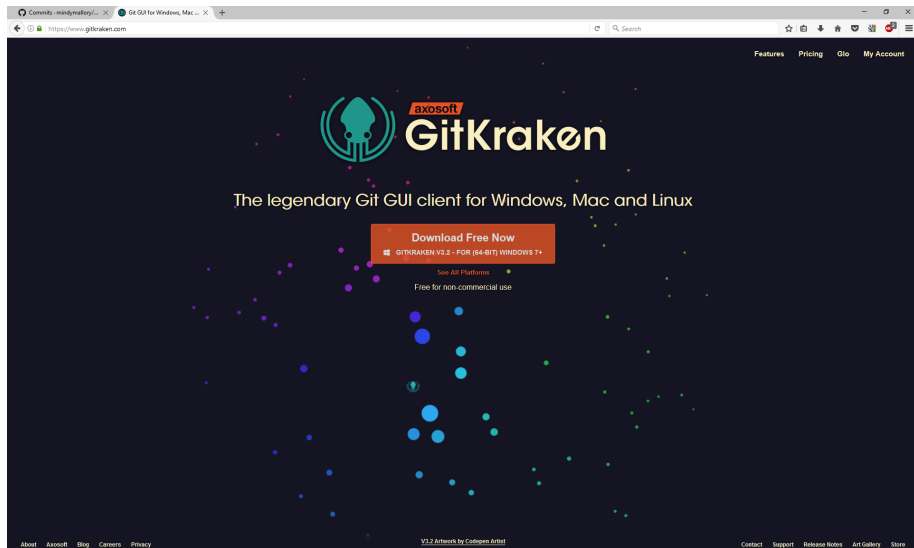 Commits · mindymallory/...
Git GUI for Windows, Mac ...
https://www.gitkraken.com
Search
Features Pricing Glo My Account
axosoft
GitKraken
The legendary Git GUI client for Windows, Mac and Linux
Download Free Now
GITKRAKEN V3.2 - FOR (64-BIT) WINDOWS 7+
See All Platforms
Free for non-commercial use
About Axosoft Blog Careers Privacy
V3.2 Artwork by Codepen Artist
Contact Support Release Notes Art Gallery Store